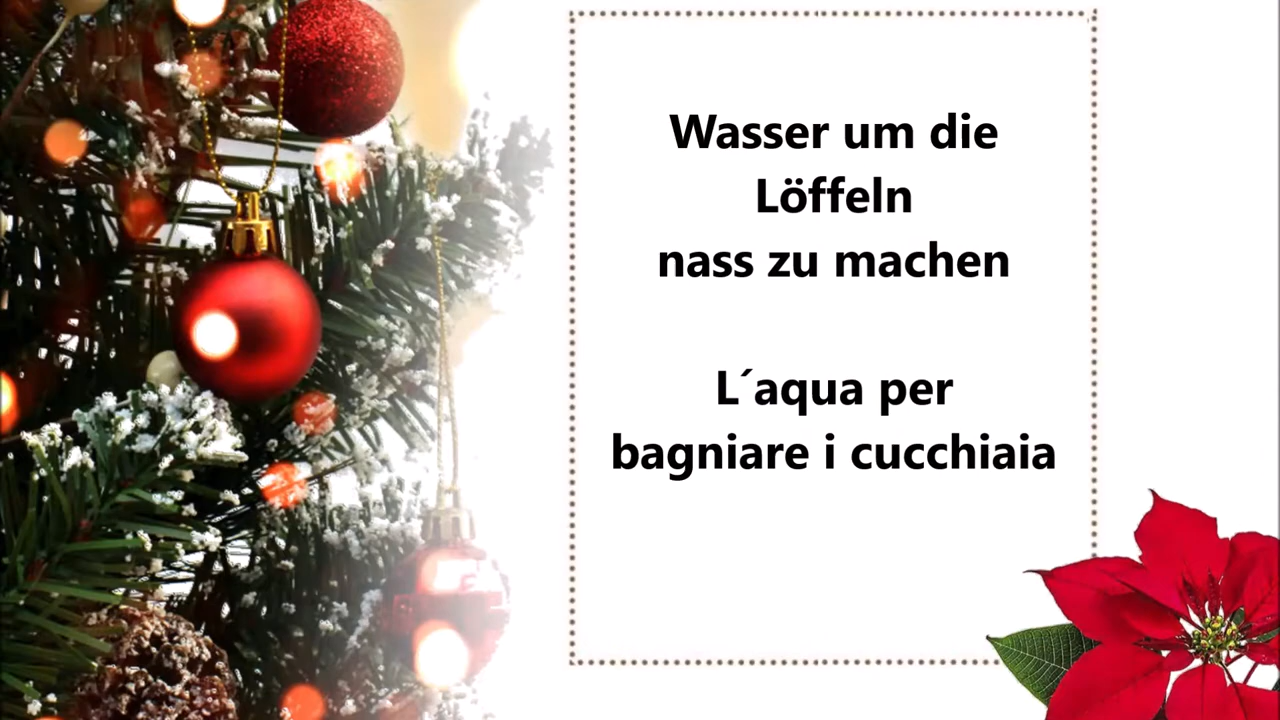 Wasser um die
Löffeln
nass zu machen
L´aqua per
bagniare i cucchiaia